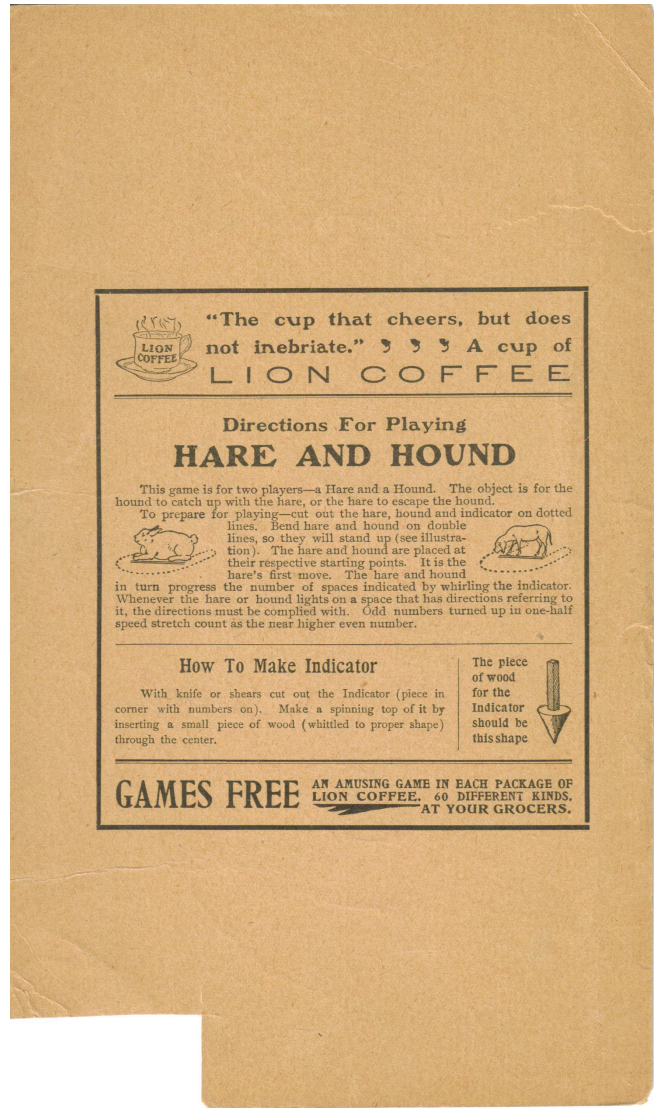 LION
COFFEE
"The cup that cheers, but does
not inebriate." A cup of
LION COFFEE
Directions For Playing
HARE AND HOUND
This game is for two players—a Hare and a Hound. The object is for the
hound to catch up with the hare, or the hare to escape the hound.
To prepare for playing—cut out the hare, hound and indicator on dotted
lines. Bend hare and hound on double
lines, so they will stand up (see illustra-
tion). The hare and hound are placed at
their respective starting points. It is the
hare's first move. The hare and hound
in turn progress the number of spaces indicated by whirling the indicator.
Whenever the hare or hound lights on a space that has directions referring to
it, the directions must be complied with. Odd numbers turned up in one-half
speed stretch count as the near higher even number.
How To Make Indicator
With knife or shears cut out the Indicator (piece in
corner with numbers on). Make a spinning top of it by
inserting a small piece of wood (whittled to proper shape)
through the center.
The piece
of wood
for the
Indicator
should be
this shape
GAMES FREE
AN AMUSING GAME IN EACH PACKAGE OF
LION COFFEE. 60 DIFFERENT KINDS.
AT YOUR GROCERS.